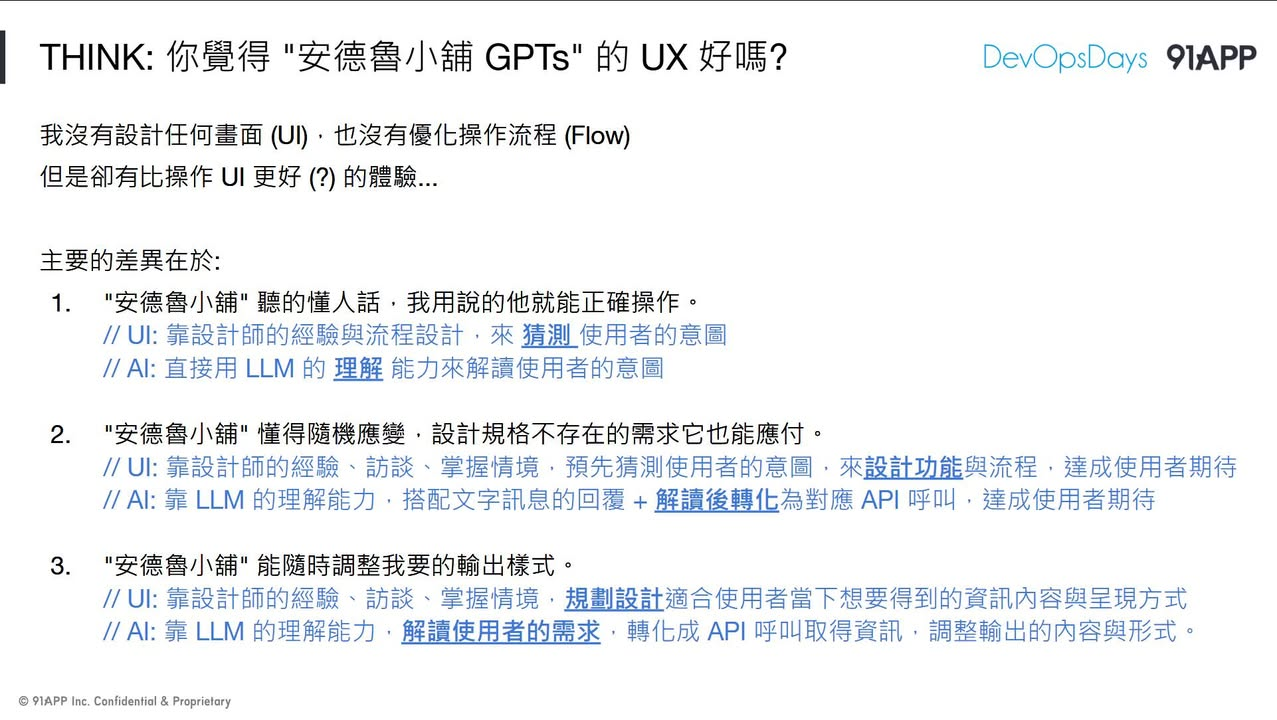 THINK: 你覺得 "安德魯小舖 GPTs" 的 UX 好嗎?
DevOpsDays 91APP
我沒有設計任何畫面 (UI)，也沒有優化操作流程 (Flow)
但是卻有比操作 UI 更好 (?) 的體驗...
主要的差異在於:
1. "安德魯小舖" 聽的懂人話，我用說的他就能正確操作。
// UI: 靠設計師的經驗與流程設計，來 猜測 使用者的意圖
// AI: 直接用 LLM 的 理解 能力來解讀使用者的意圖
2. "安德魯小舖" 懂得隨機應變，設計規格不存在的需求它也能應付。
// UI: 靠設計師的經驗、訪談、掌握情境，預先猜測使用者的意圖，來設計功能與流程，達成使用者期待
// AI: 靠 LLM 的理解能力，搭配文字訊息的回覆 + 解讀後轉化為對應 API 呼叫，達成使用者期待
3. "安德魯小舖" 能隨時調整我要的輸出樣式。
// UI: 靠設計師的經驗、訪談、掌握情境，規劃設計適合使用者當下想要得到的資訊內容與呈現方式
// AI: 靠 LLM 的理解能力，解讀使用者的需求，轉化成 API 呼叫取得資訊，調整輸出的內容與形式。
© 91APP Inc. Confidential & Proprietary